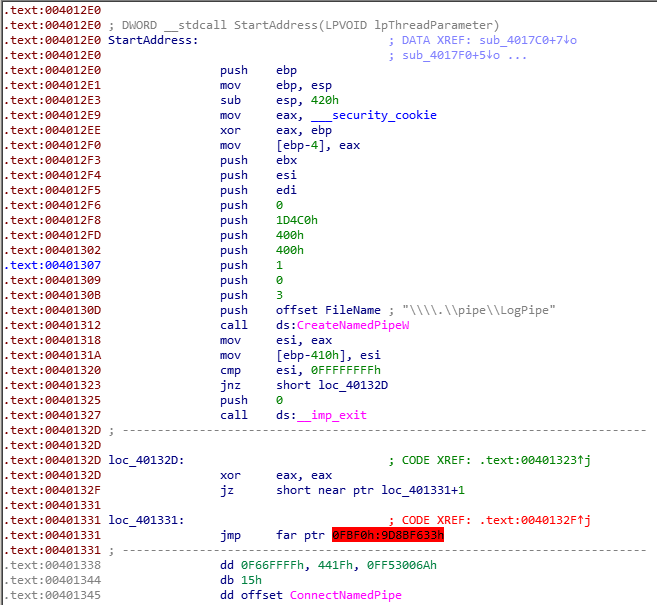 .text:004012E0
.text:004012E0 ; DWORD __stdcall StartAddress(LPVOID lpThreadParameter)
.text:004012E0 StartAddress: ; DATA XREF: sub_4017C0+7↓o
.text:004012E0 ; sub_4017F0+5↓o ...
.text:004012E0 push ebp
.text:004012E1 mov ebp, esp
.text:004012E3 sub esp, 420h
.text:004012E9 mov eax, ___security_cookie
.text:004012EE xor eax, ebp
.text:004012F0 mov [ebp-4], eax
.text:004012F3 push ebx
.text:004012F4 push esi
.text:004012F5 push edi
.text:004012F6 push 0
.text:004012F8 push 1D4C0h
.text:004012FD push 400h
.text:00401302 push 400h
.text:00401307 push 1
.text:00401309 push 0
.text:0040130B push 3
.text:0040130D push offset FileName ; "\\\\.\\pipe\\LogPipe"
.text:00401312 call ds:CreateNamedPipeW
.text:00401318 mov esi, eax
.text:0040131A mov [ebp-410h], esi
.text:00401320 cmp esi, 0FFFFFFFFh
.text:00401323 jnz short loc_40132D
.text:00401325 push 0
.text:00401327 call ds:__imp_exit
.text:0040132D ; ---------------------------------------------------------------------------
.text:0040132D
.text:0040132D loc_40132D: ; CODE XREF: .text:00401323↑j
.text:0040132D xor eax, eax
.text:0040132F jz short near ptr loc_401331+1
.text:00401331
.text:00401331 loc_401331: ; CODE XREF: .text:0040132F↑j
.text:00401331 jmp far ptr 0FBF0h:9D8BF633h
.text:00401331 ; ---------------------------------------------------------------------------
.text:00401338 dd 0F66FFFFh, 441Fh, 0FF53006Ah
.text:00401344 db 15h
.text:00401345 dd offset ConnectNamedPipe